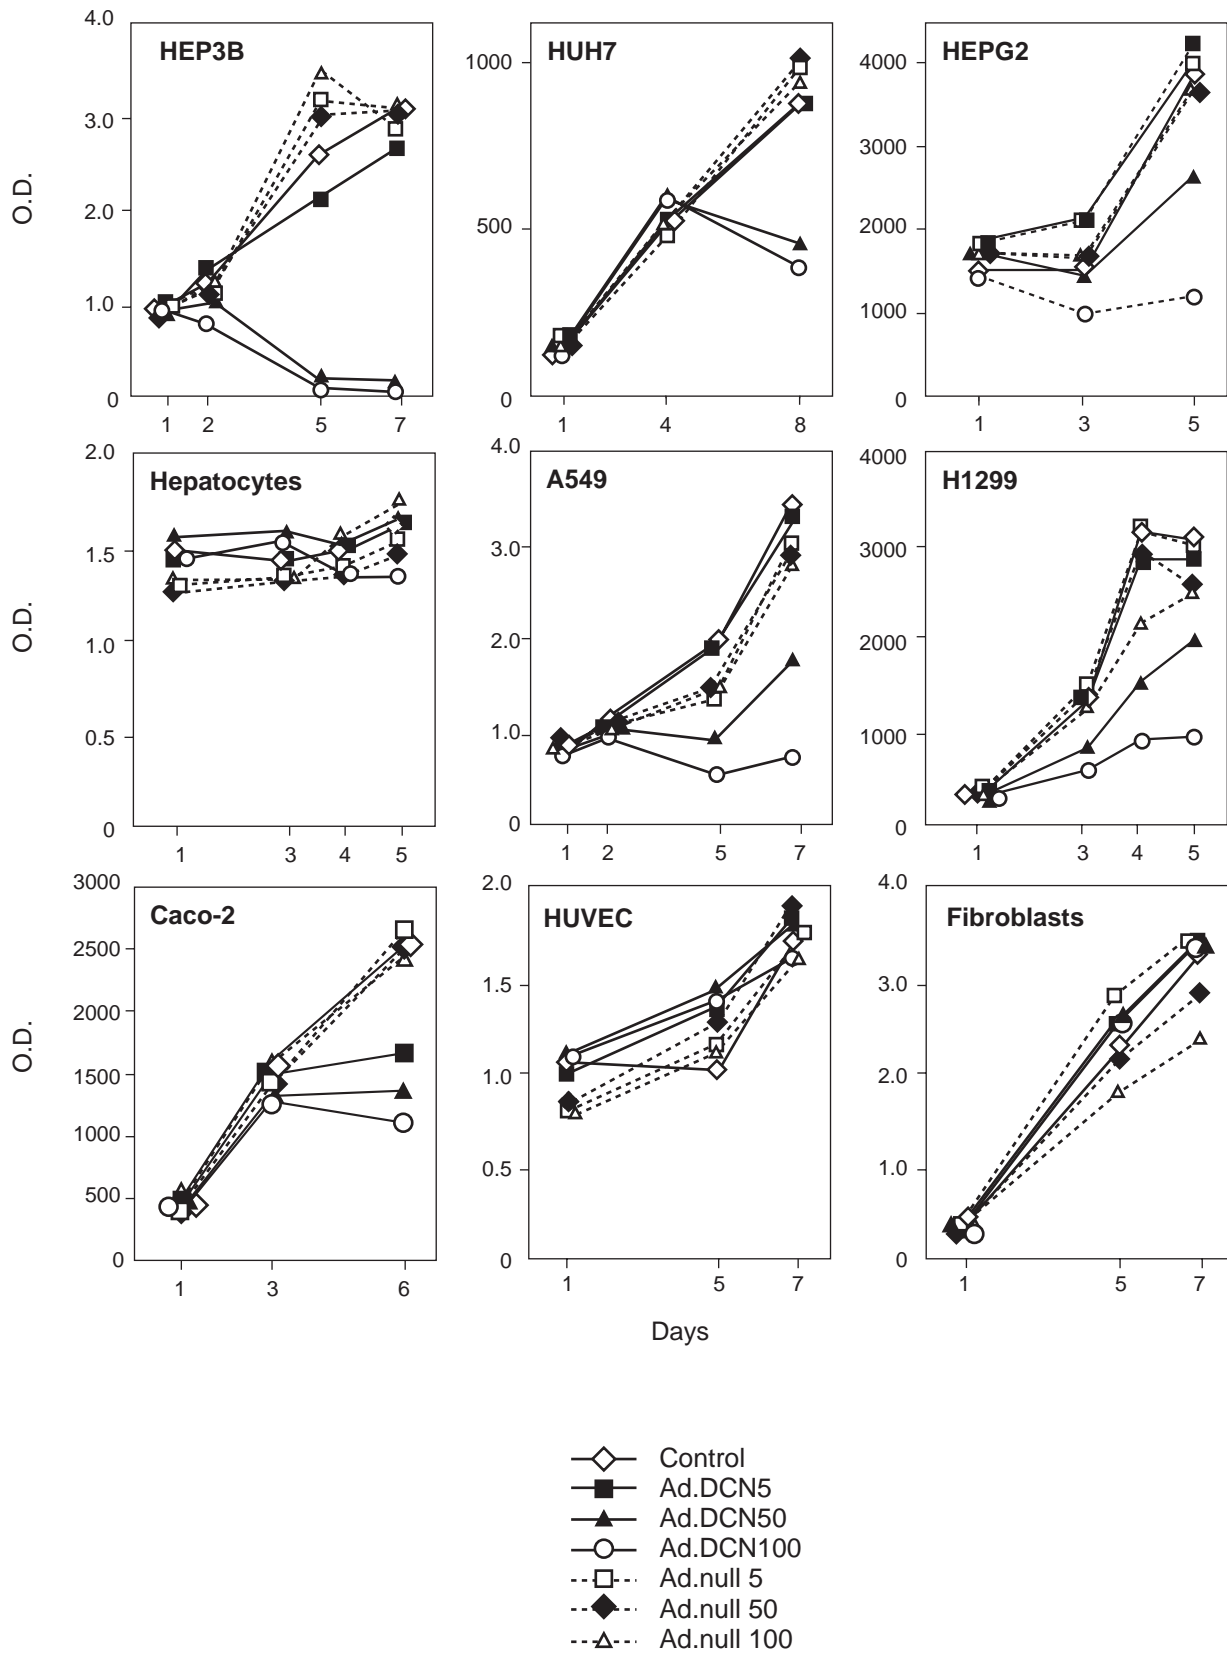 HEP3B
O.D.
4.0
3.0
2.0
1.0
0
1 2 5 7
HUH7
1000
500
0
1 4 8
HEPG2
4000
3000
2000
1000
0
1 3 5
Hepatocytes
O.D.
2.0
1.5
1.0
0.5
0
1 3 4 5
A549
4.0
3.0
2.0
1.0
0
1 2 5 7
H1299
4000
3000
2000
1000
0
1 3 4 5
Caco-2
O.D.
3000
2500
2000
1500
1000
500
0
1 3 6
HUVEC
2.0
1.5
1.0
0.5
0
1 5 7
Fibroblasts
4.0
3.0
2.0
1.0
0
1 5 7
Days
Control
Ad.DCN5
Ad.DCN50
Ad.DCN100
Ad.null 5
Ad.null 50
Ad.null 100